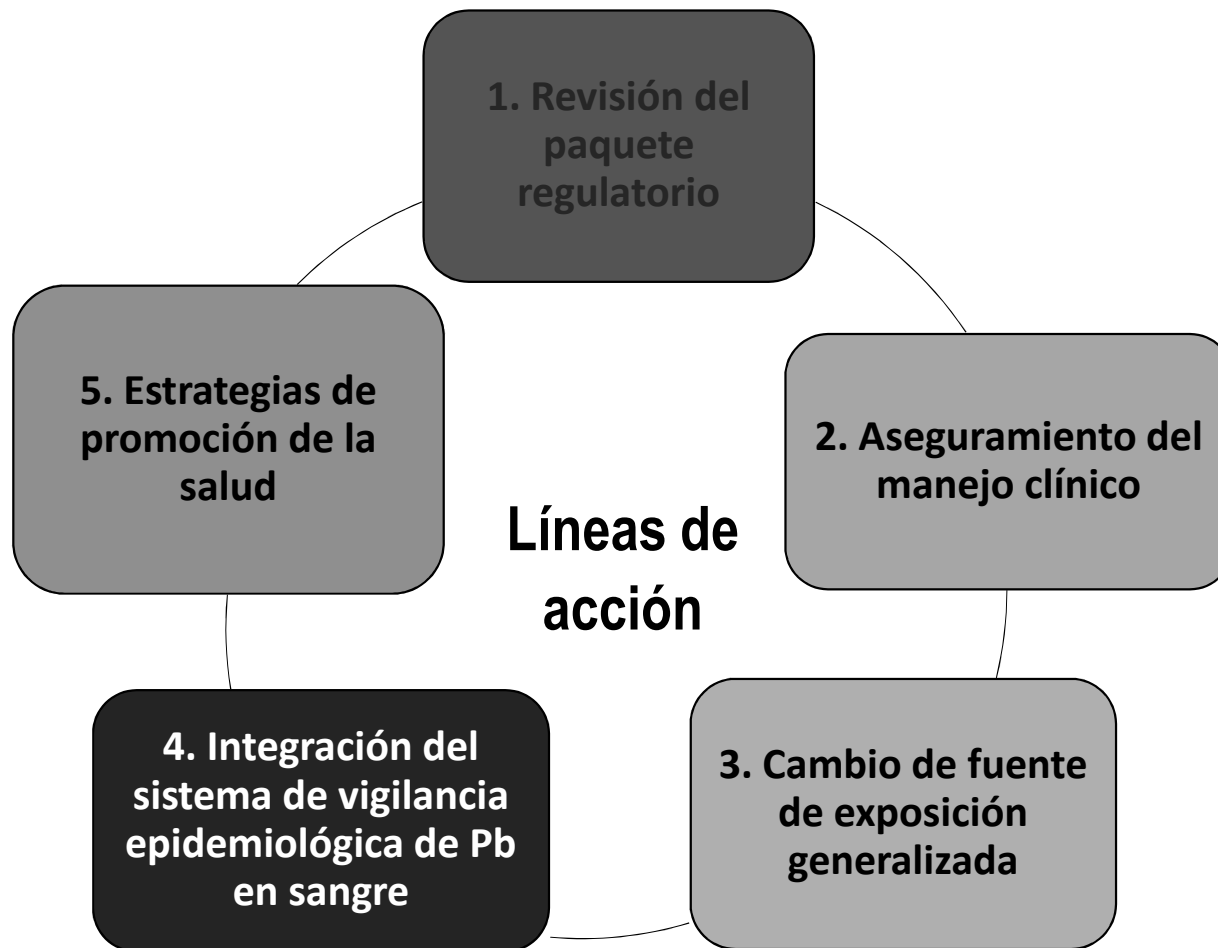 1. Revisión del
paquete
regulatorio
2. Aseguramiento del
manejo clínico
3. Cambio de fuente
de exposición
generalizada
4. Integración del
sistema de vigilancia
epidemiológica de Pb
en sangre
5. Estrategias de
promoción de la
salud
Líneas de
acción